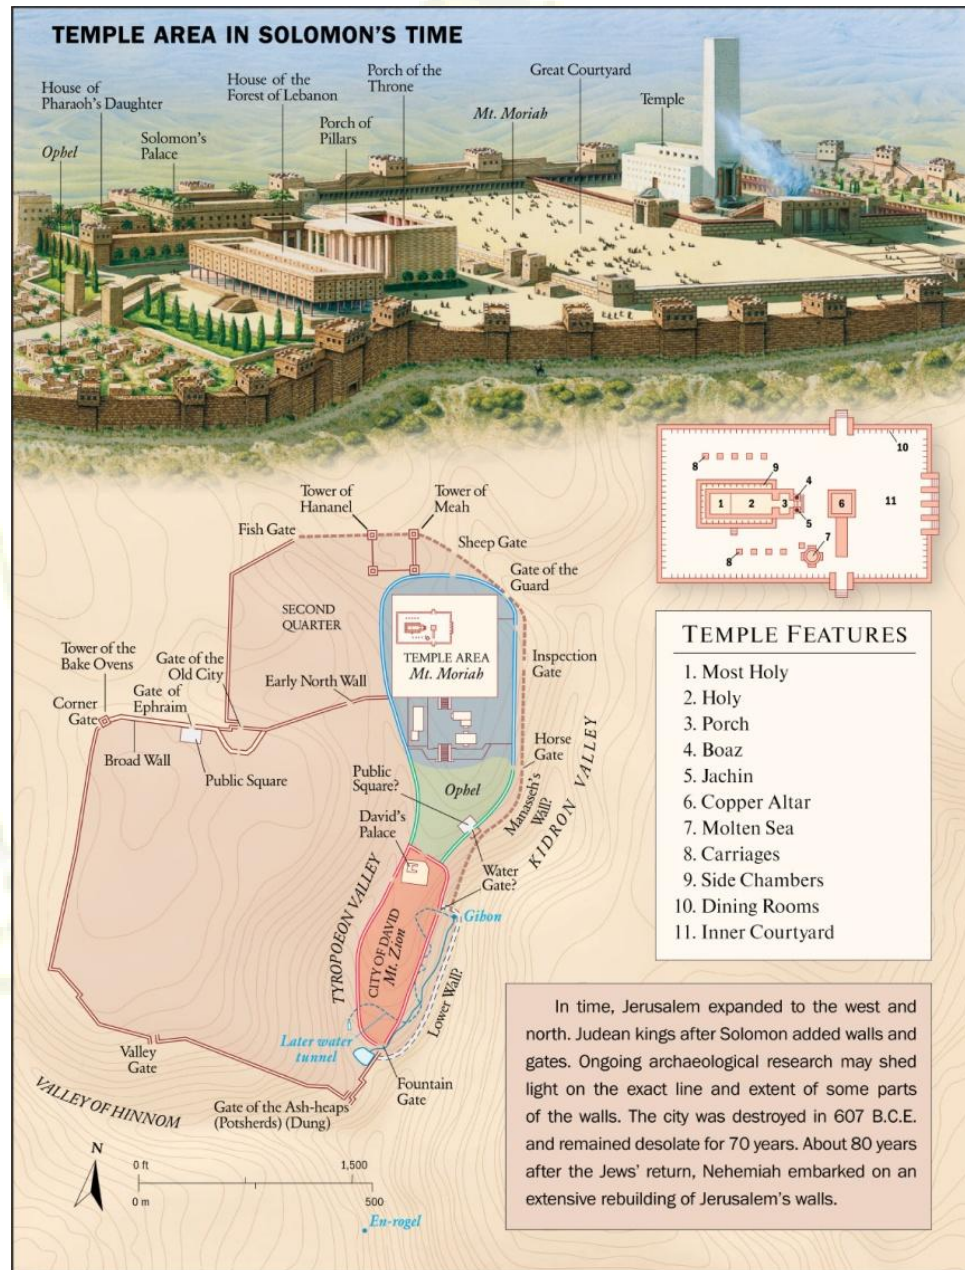 TEMPLE AREA IN SOLOMON'S TIME
House of
Pharaoh's Daughter
Ophel
Solomon's
Palace
House of the
Forest of Lebanon
Porch of
Pillars
Porch of the
Throne
Mt. Moriah
Great Courtyard
Temple
8
9
4
10
1
2
3
6
11
5
7
8
Tower of
Hananel
Tower of
Meah
Fish Gate
Sheep Gate
Gate of the
Guard
SECOND
QUARTER
TEMPLE AREA
Mt. Moriah
Inspection
Gate
Tower of the
Bake Ovens
Gate of the
Old City
Gate of
Ephraim
Early North Wall
Corner
Gate
Broad Wall
Public Square
Horse
Gate
Public
Square?
Ophel
Manasseh's
Wall?
KIDRON VALLEY
David's
Palace
Water
Gate?
TYROPOEON VALLEY
CITY OF DAVID
Mt. Zion
Gihon
Lower Wall?
Later water
tunnel
Valley
Gate
Fountain
Gate
VALLEY OF HINNOM
Gate of the Ash-heaps
(Potsherds) (Dung)
N
0 ft 1,500
0 m 500
En-rogel
TEMPLE FEATURES
1. Most Holy
2. Holy
3. Porch
4. Boaz
5. Jachin
6. Copper Altar
7. Molten Sea
8. Carriages
9. Side Chambers
10. Dining Rooms
11. Inner Courtyard
In time, Jerusalem expanded to the west and
north. Judean kings after Solomon added walls and
gates. Ongoing archaeological research may shed
light on the exact line and extent of some parts
of the walls. The city was destroyed in 607 B.C.E.
and remained desolate for 70 years. About 80 years
after the Jews' return, Nehemiah embarked on an
extensive rebuilding of Jerusalem's walls.